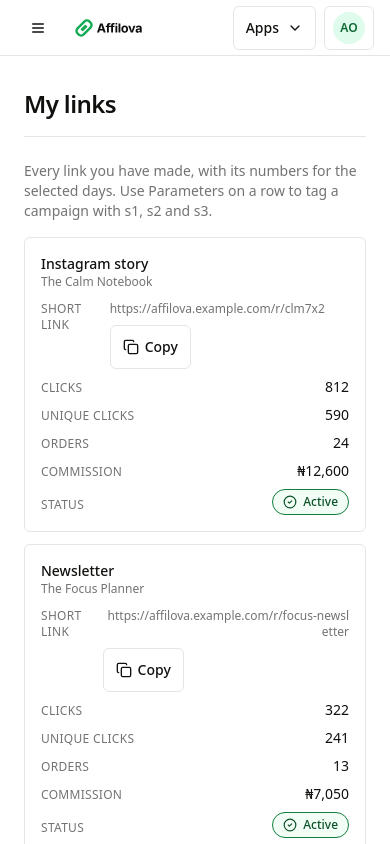 Affilova
Apps
AO
My links
Every link you have made, with its numbers for the
selected days. Use Parameters on a row to tag a
campaign with s1, s2 and s3.
Instagram story
The Calm Notebook
SHORT
LINK
https://affilova.example.com/r/clm7x2
Copy
CLICKS 812
UNIQUE CLICKS 590
ORDERS 24
COMMISSION ₦12,600
STATUS Active
Newsletter
The Focus Planner
SHORT
LINK
https://affilova.example.com/r/focus-newsl
etter
Copy
CLICKS 322
UNIQUE CLICKS 241
ORDERS 13
COMMISSION ₦7,050
STATUS Active